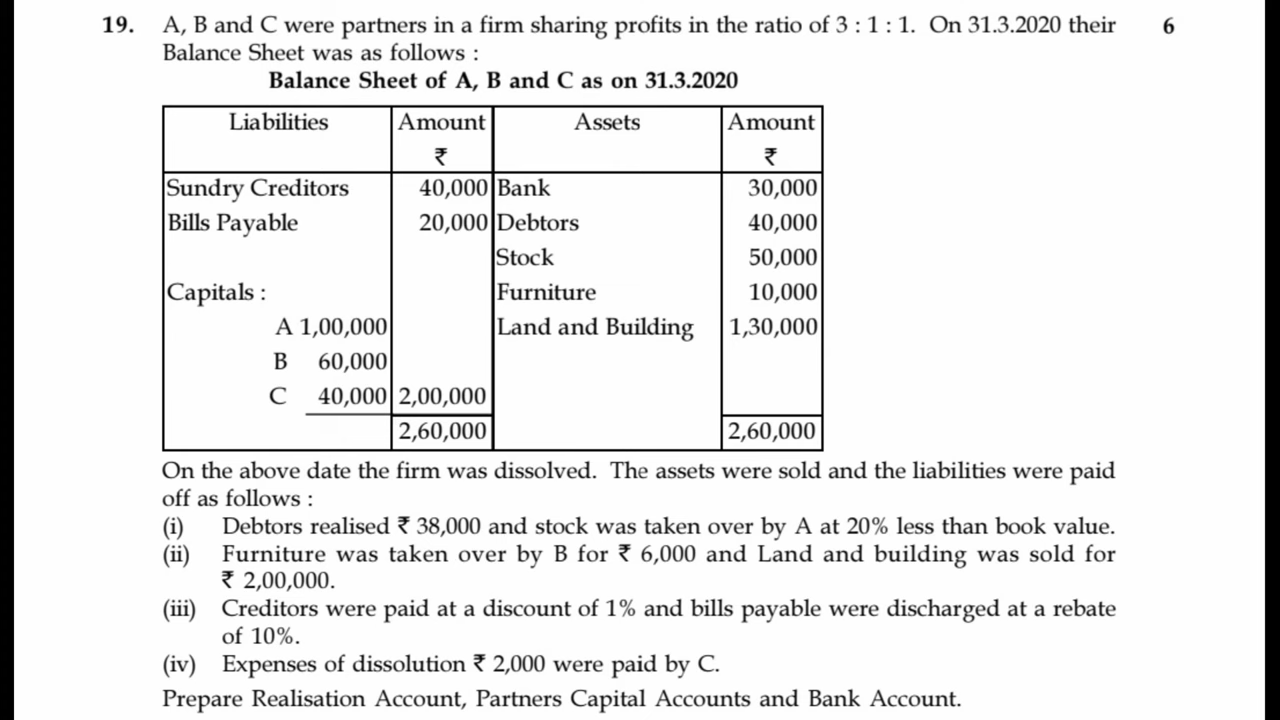 19. A, B and C were partners in a firm sharing profits in the ratio of 3 : 1 : 1. On 31.3.2020 their 6
Balance Sheet was as follows :
Balance Sheet of A, B and C as on 31.3.2020
Liabilities Amount Assets Amount
₹ ₹
Sundry Creditors 40,000 Bank 30,000
Bills Payable 20,000 Debtors 40,000
Stock 50,000
Capitals : Furniture 10,000
A 1,00,000 Land and Building 1,30,000
B 60,000
C 40,000 2,00,000
2,60,000 2,60,000
On the above date the firm was dissolved. The assets were sold and the liabilities were paid
off as follows :
(i) Debtors realised ₹ 38,000 and stock was taken over by A at 20% less than book value.
(ii) Furniture was taken over by B for ₹ 6,000 and Land and building was sold for
₹ 2,00,000.
(iii) Creditors were paid at a discount of 1% and bills payable were discharged at a rebate
of 10%.
(iv) Expenses of dissolution ₹ 2,000 were paid by C.
Prepare Realisation Account, Partners Capital Accounts and Bank Account.